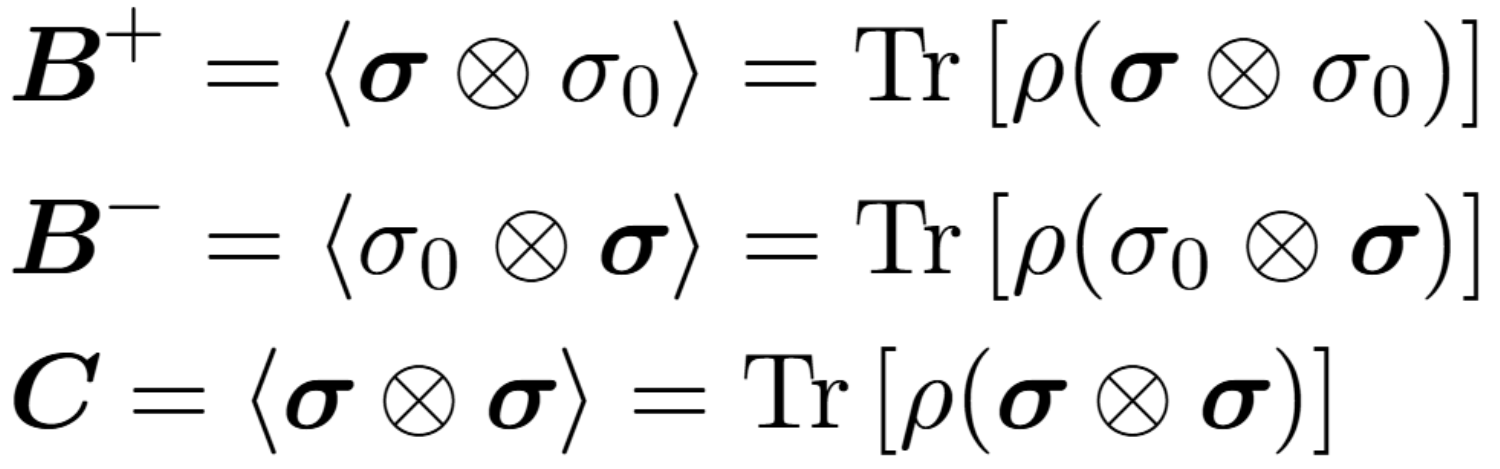 B⁺ = ⟨σ ⊗ σ₀⟩ = Tr [ρ(σ ⊗ σ₀)]
B⁻ = ⟨σ₀ ⊗ σ⟩ = Tr [ρ(σ₀ ⊗ σ)]
C = ⟨σ ⊗ σ⟩ = Tr [ρ(σ ⊗ σ)]